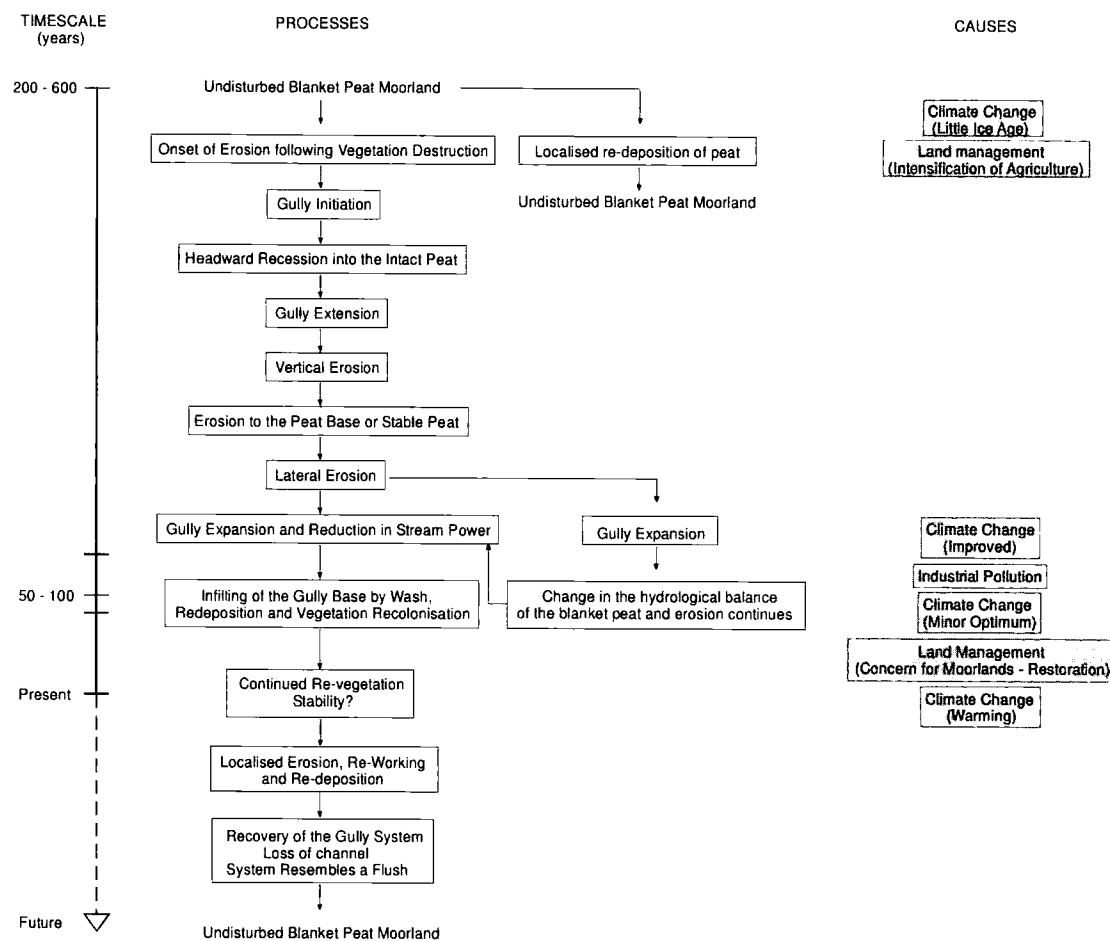 TIMESCALE
(years)
PROCESSES
CAUSES
200 - 600
Undisturbed Blanket Peat Moorland
Climate Change
(Little Ice Age)
Onset of Erosion following Vegetation Destruction
Localised re-deposition of peat
Land management
(Intensification of Agriculture)
Gully Initiation
Undisturbed Blanket Peat Moorland
Headward Recession into the Intact Peat
Gully Extension
Vertical Erosion
Erosion to the Peat Base or Stable Peat
Lateral Erosion
Gully Expansion and Reduction in Stream Power
Gully Expansion
Climate Change
(Improved)
Industrial Pollution
50 - 100
Infilling of the Gully Base by Wash,
Redeposition and Vegetation Recolonisation
Change in the hydrological balance
of the blanket peat and erosion continues
Climate Change
(Minor Optimum)
Land Management
(Concern for Moorlands - Restoration)
Present
Continued Re-vegetation
Stability?
Climate Change
(Warming)
Localised Erosion, Re-Working
and Re-deposition
Recovery of the Gully System
Loss of channel
System Resembles a Flush
Future
Undisturbed Blanket Peat Moorland